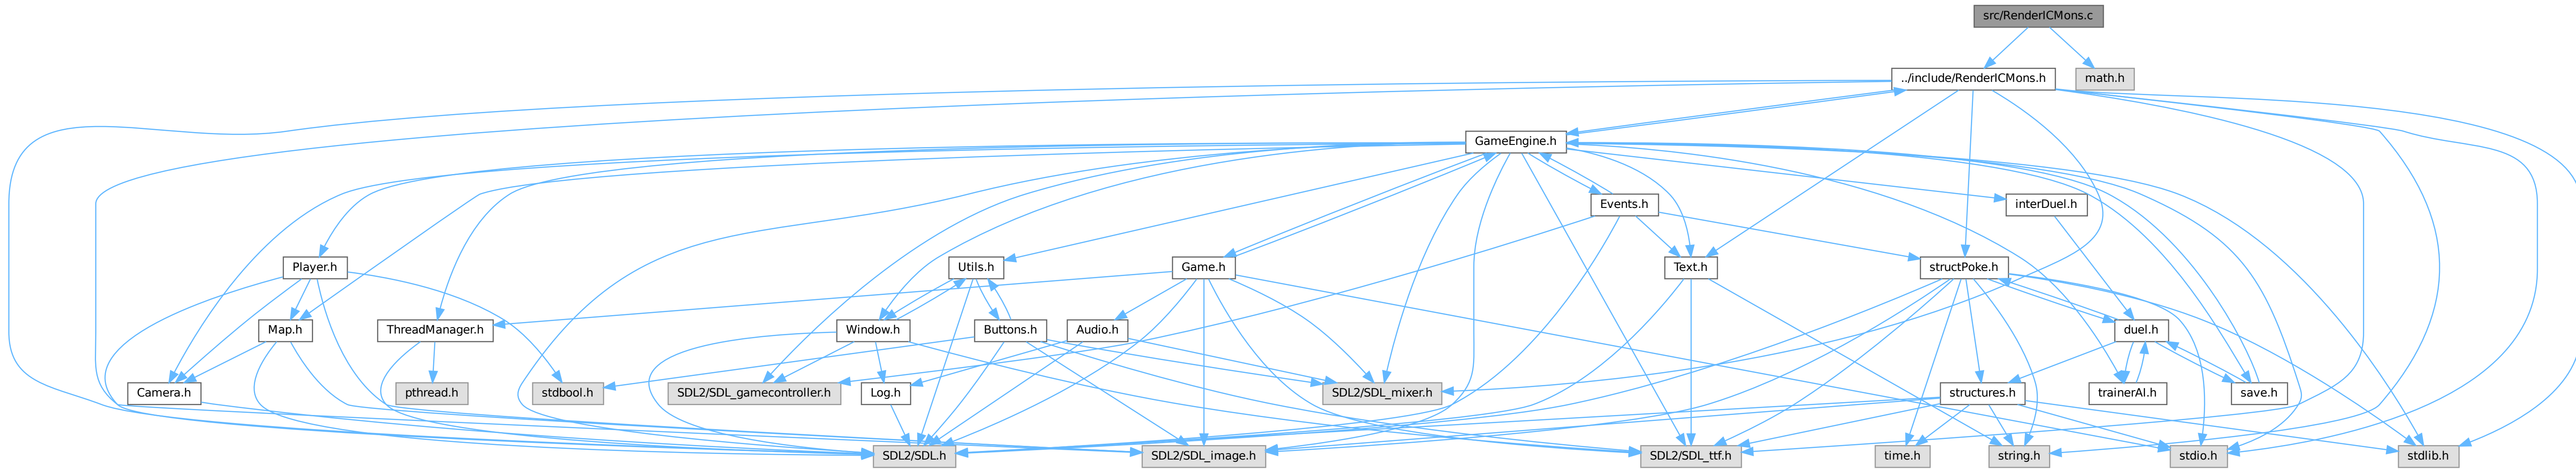 src/RenderICMons.c
../include/RenderICMons.h
math.h
GameEngine.h
Events.h
interDuel.h
Player.h
Utils.h
Game.h
Text.h
structPoke.h
Map.h
ThreadManager.h
Window.h
Buttons.h
Audio.h
duel.h
Camera.h
pthread.h
stdbool.h
SDL2/SDL_gamecontroller.h
Log.h
SDL2/SDL_mixer.h
structures.h
trainerAI.h
save.h
SDL2/SDL.h
SDL2/SDL_image.h
SDL2/SDL_ttf.h
time.h
string.h
stdio.h
stdlib.h